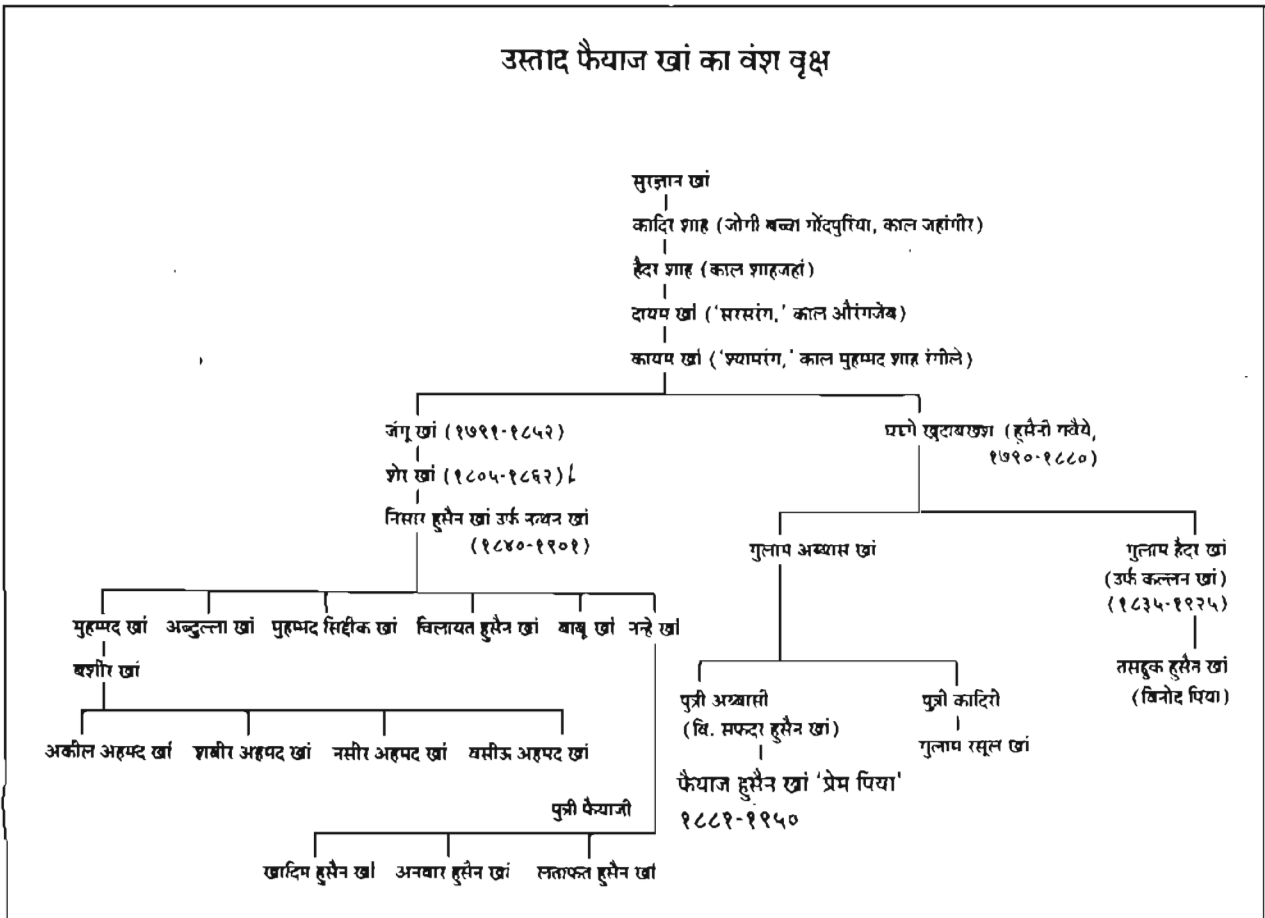 उस्ताद फैयाज खां का वंश वृक्ष
सुरज्ञान खां
कादिर शाह (जोगी बच्चा गोंदपुरिया, काल जहांगीर)
हैदर शाह (काल शाहजहां)
दायम खां ('सरसरंग,' काल औरंगजेब)
कायम खां ('श्यामरंग,' काल मुहम्मद शाह रंगीले)
जंगू खां (१७९१-१८५२)
घग्गे खुदाबख्श (हुसैनी गवैये,
१७९०-१८८०)
शेर खां (१८०५-१८६२)
निसार हुसैन खां उर्फ नत्थन खां
(१८४०-१९०१)
गुलाम अब्बास खां
गुलाम हैदर खां
(उर्फ कल्लन खां)
(१८३५-१९२५)
मुहम्मद खां अब्दुल्ला खां मुहम्मद सिद्दीक खां विलायत हुसैन खां बाबू खां नन्हे खां
बशीर खां
तसद्दुक हुसैन खां
(विनोद पिया)
पुत्री अब्बासी
(वि. सफदर हुसैन खां)
पुत्री कादिरी
गुलाम रसूल खां
अकील अहमद खां शबीर अहमद खां नसीर अहमद खां वसीऊ अहमद खां
फैयाज हुसैन खां 'प्रेम पिया'
१८८१-१९५०
पुत्री फैयाजी
खादिम हुसैन खां अनवार हुसैन खां लताफत हुसैन खां